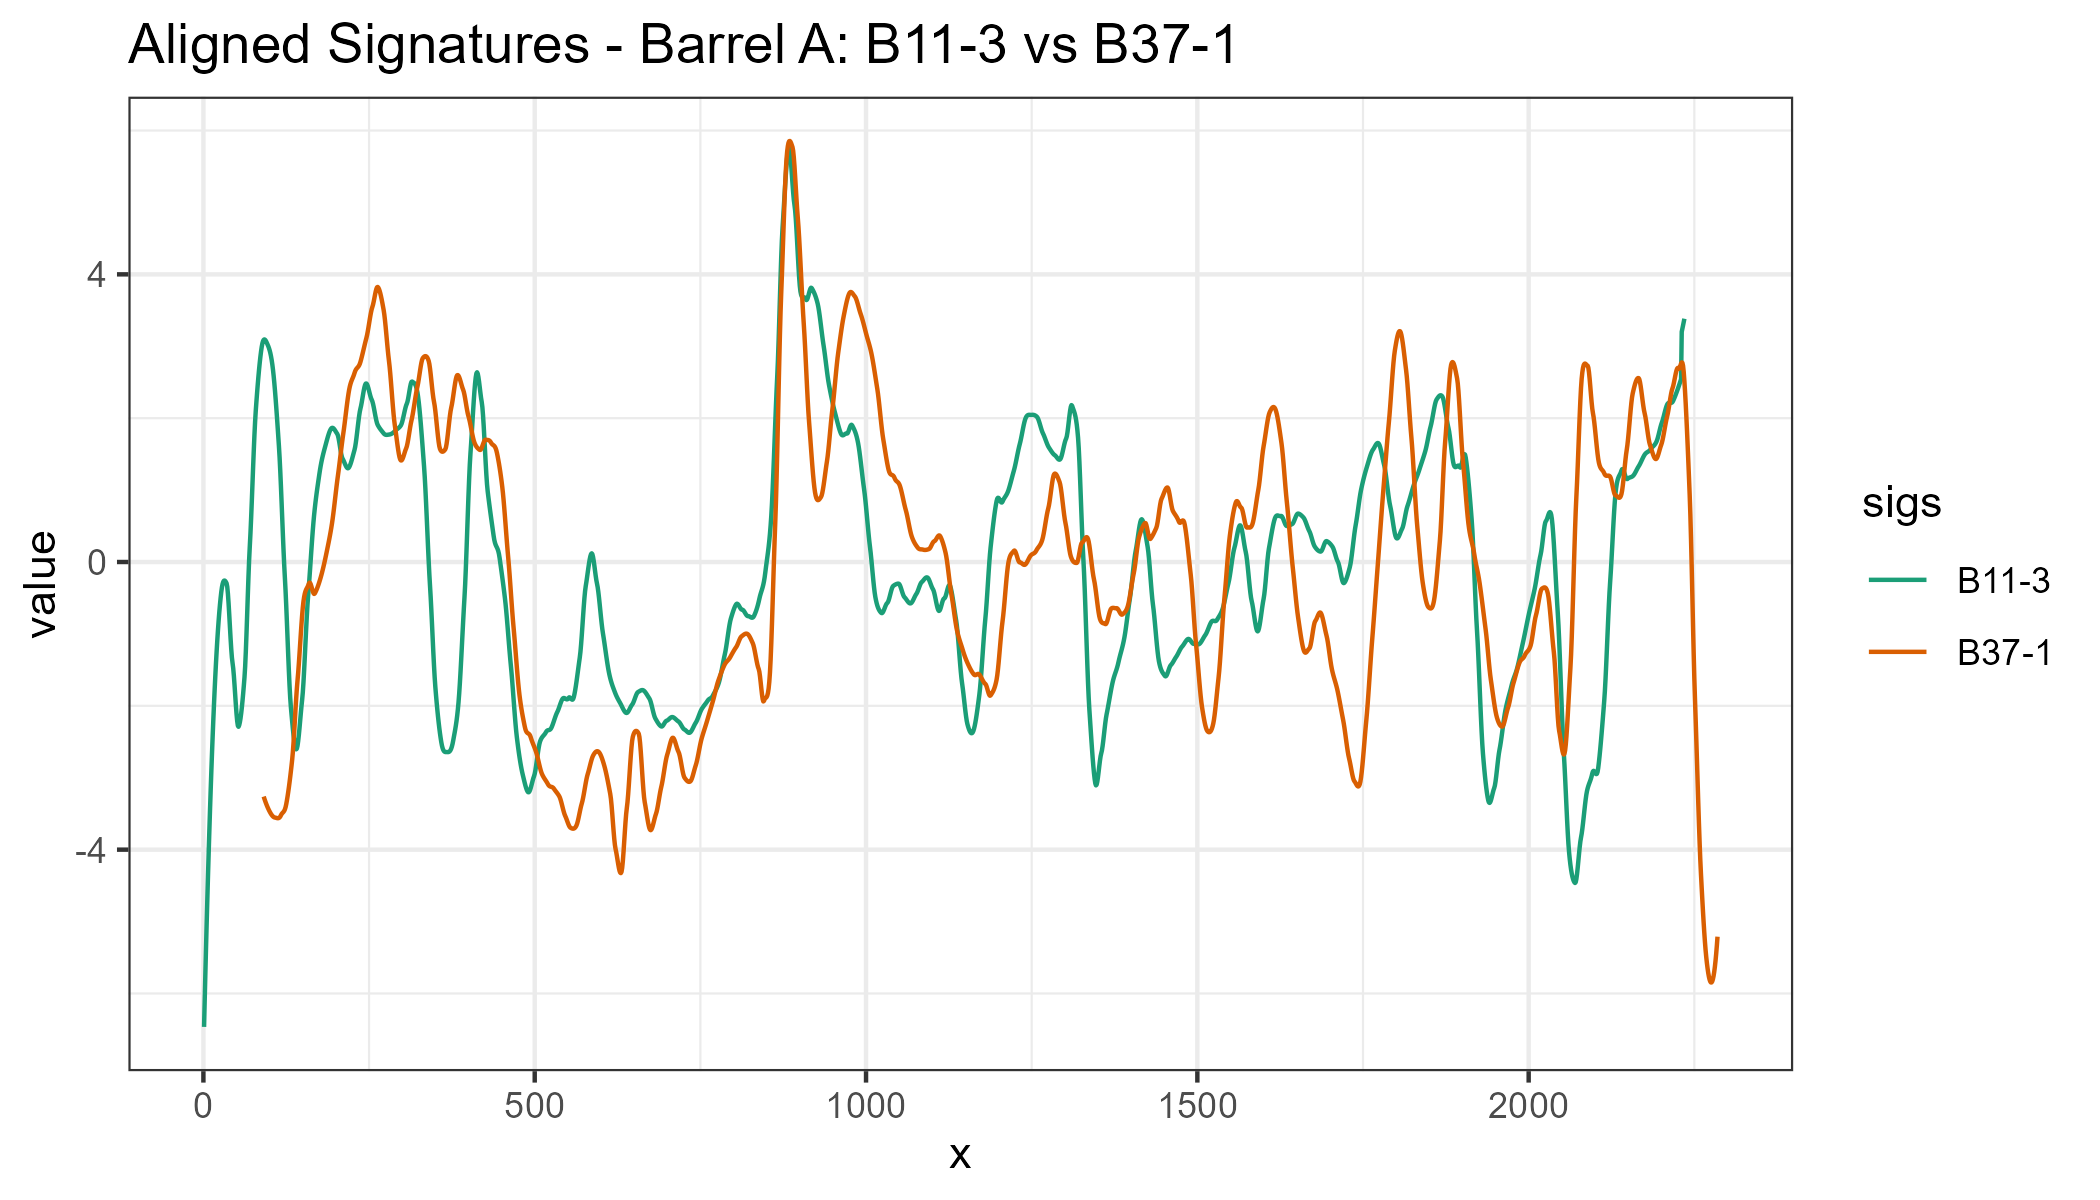 Aligned Signatures - Barrel A: B11-3 vs B37-1
value
4
0
-4
0 500 1000 1500 2000
x
sigs
B11-3
B37-1